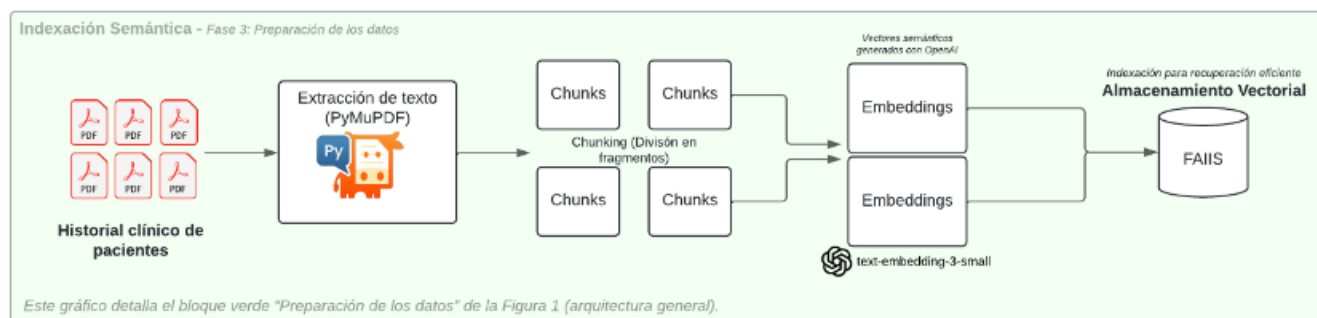 Indexación Semántica - Fase 3: Preparación de los datos
PDF PDF PDF
PDF PDF PDF
Historial clínico de
pacientes
Extracción de texto
(PyMuPDF)
Py
Chunks
Chunks
Chunking (Divisón en
fragmentos)
Chunks
Chunks
Vectores semánticos
generados con OpenAI
Embeddings
Embeddings
text-embedding-3-small
Indexación para recuperación eficiente
Almacenamiento Vectorial
FAIIS
Este gráfico detalla el bloque verde "Preparación de los datos" de la Figura 1 (arquitectura general).